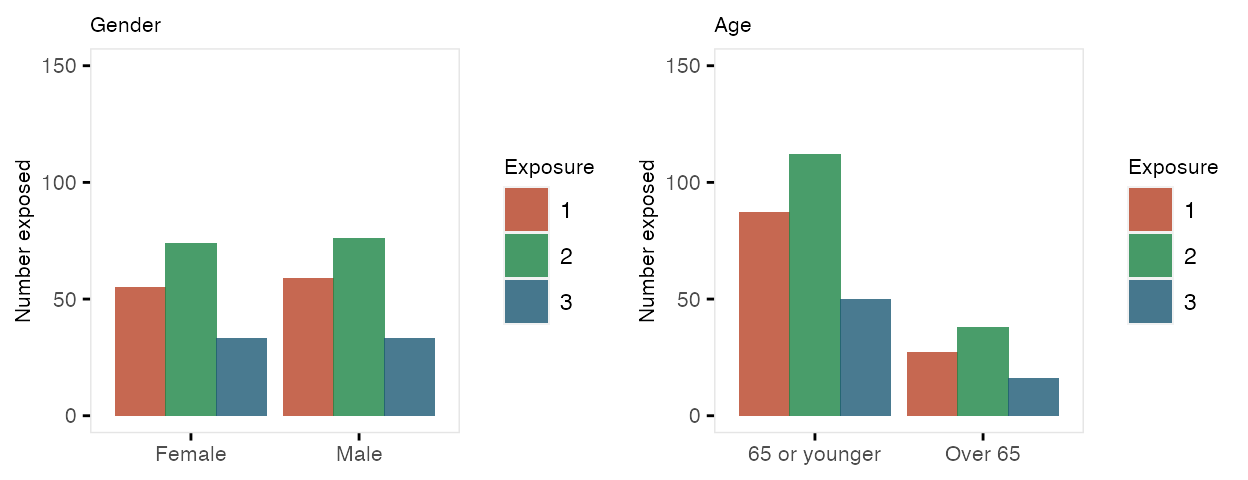 Gender
Number exposed
150
100
50
0
Female Male
Exposure
1
2
3
Age
Number exposed
150
100
50
0
65 or younger Over 65
Exposure
1
2
3